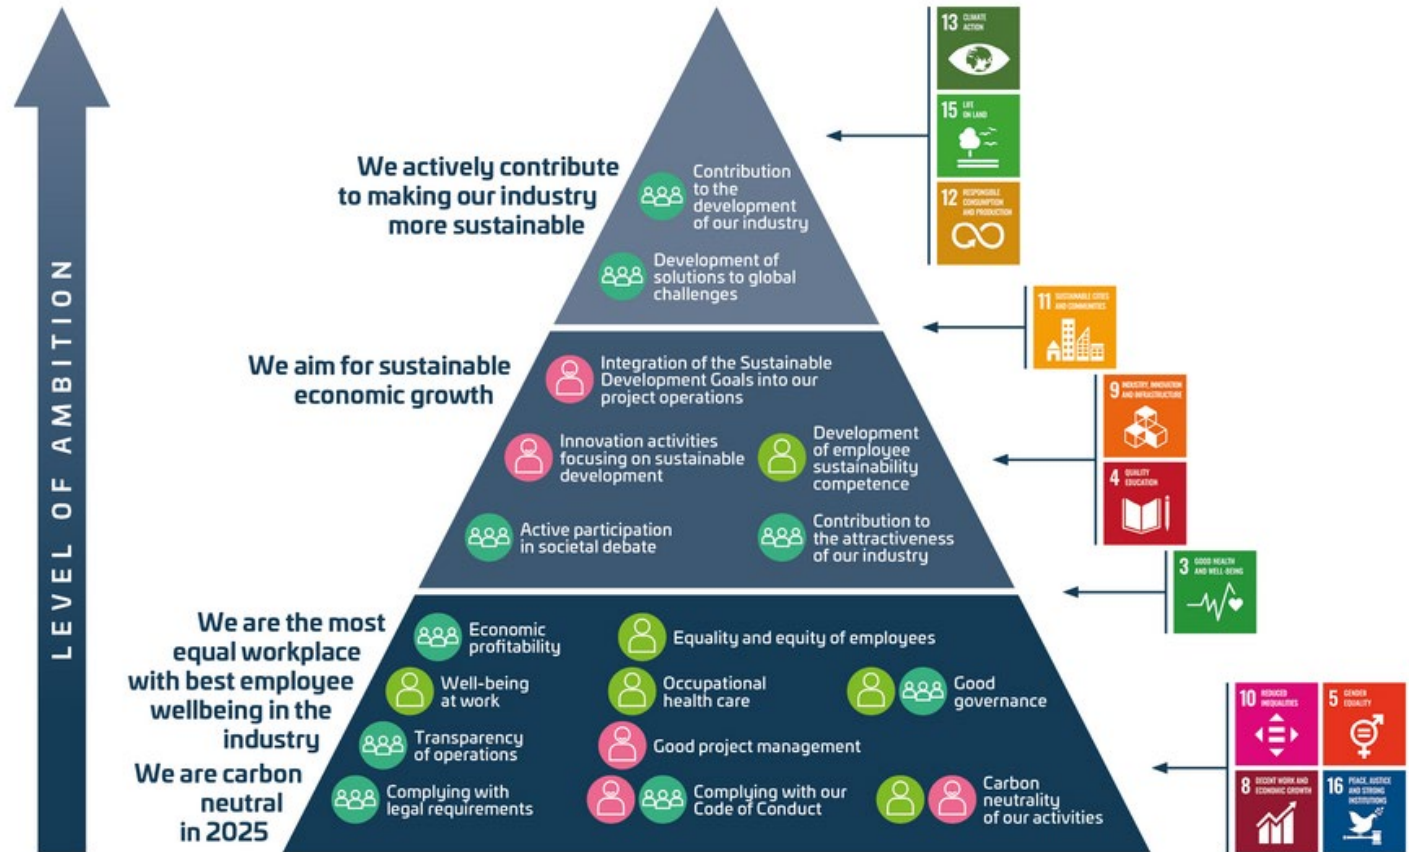 LEVEL OF AMBITION
We actively contribute
to making our industry
more sustainable
Contribution
to the
development
of our industry
Development of
solutions to global
challenges
We aim for sustainable
economic growth
Integration of the Sustainable
Development Goals into our
project operations
Innovation activities
focusing on sustainable
development
Development
of employee
sustainability
competence
Active participation
in societal debate
Contribution to
the attractiveness
of our industry
We are the most
equal workplace
with best employee
wellbeing in the
industry
We are carbon
neutral
in 2025
Economic
profitability
Equality and equity of employees
Well-being
at work
Occupational
health care
Good
governance
Transparency
of operations
Good project management
Complying with
legal requirements
Complying with our
Code of Conduct
Carbon
neutrality
of our activities
13 CLIMATE
ACTION
15 LIFE
ON LAND
12 RESPONSIBLE
CONSUMPTION
AND PRODUCTION
11 SUSTAINABLE CITIES
AND COMMUNITIES
9 INDUSTRY, INNOVATION
AND INFRASTRUCTURE
4 QUALITY
EDUCATION
3 GOOD HEALTH
AND WELL-BEING
10 REDUCED
INEQUALITIES
5 GENDER
EQUALITY
8 DECENT WORK AND
ECONOMIC GROWTH
16 PEACE, JUSTICE
AND STRONG
INSTITUTIONS